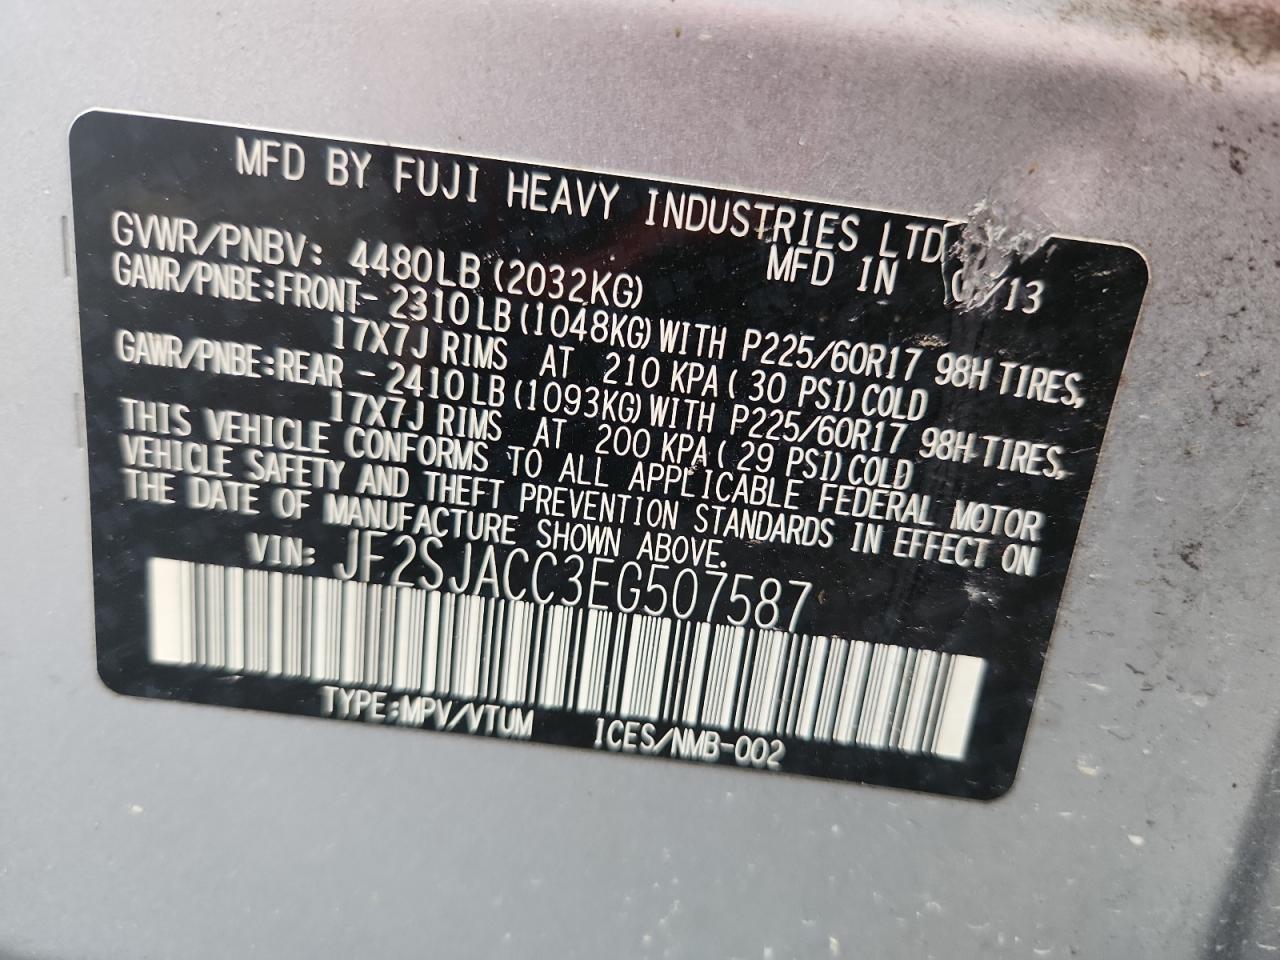 MFD BY FUJI HEAVY INDUSTRIES LTD
MFD IN /13
GVWR/PNBV: 4480LB (2032KG)
GAWR/PNBE:FRONT- 2310LB(1048KG)WITH P225/60R17 98H TIRES,
17X7J RIMS AT 210 KPA( 30 PSI)COLD
GAWR/PNBE:REAR - 2410LB(1093KG)WITH P225/60R17 98H TIRES,
17X7J RIMS AT 200 KPA( 29 PSI)COLD
THIS VEHICLE CONFORMS TO ALL APPLICABLE FEDERAL MOTOR
VEHICLE SAFETY AND THEFT PREVENTION STANDARDS IN EFFECT ON
THE DATE OF MANUFACTURE SHOWN ABOVE.
VIN: JF2SJACC3EG507587
TYPE:MPV/VTUM ICES/NMB-002